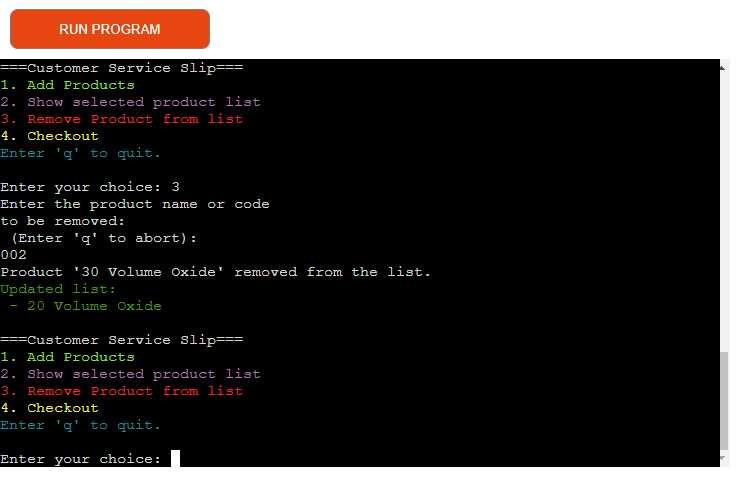 RUN PROGRAM
===Customer Service Slip===
1. Add Products
2. Show selected product list
3. Remove Product from list
4. Checkout
Enter 'q' to quit.
Enter your choice: 3
Enter the product name or code
to be removed:
 (Enter 'q' to abort):
002
Product '30 Volume Oxide' removed from the list.
Updated list:
 - 20 Volume Oxide
===Customer Service Slip===
1. Add Products
2. Show selected product list
3. Remove Product from list
4. Checkout
Enter 'q' to quit.
Enter your choice: